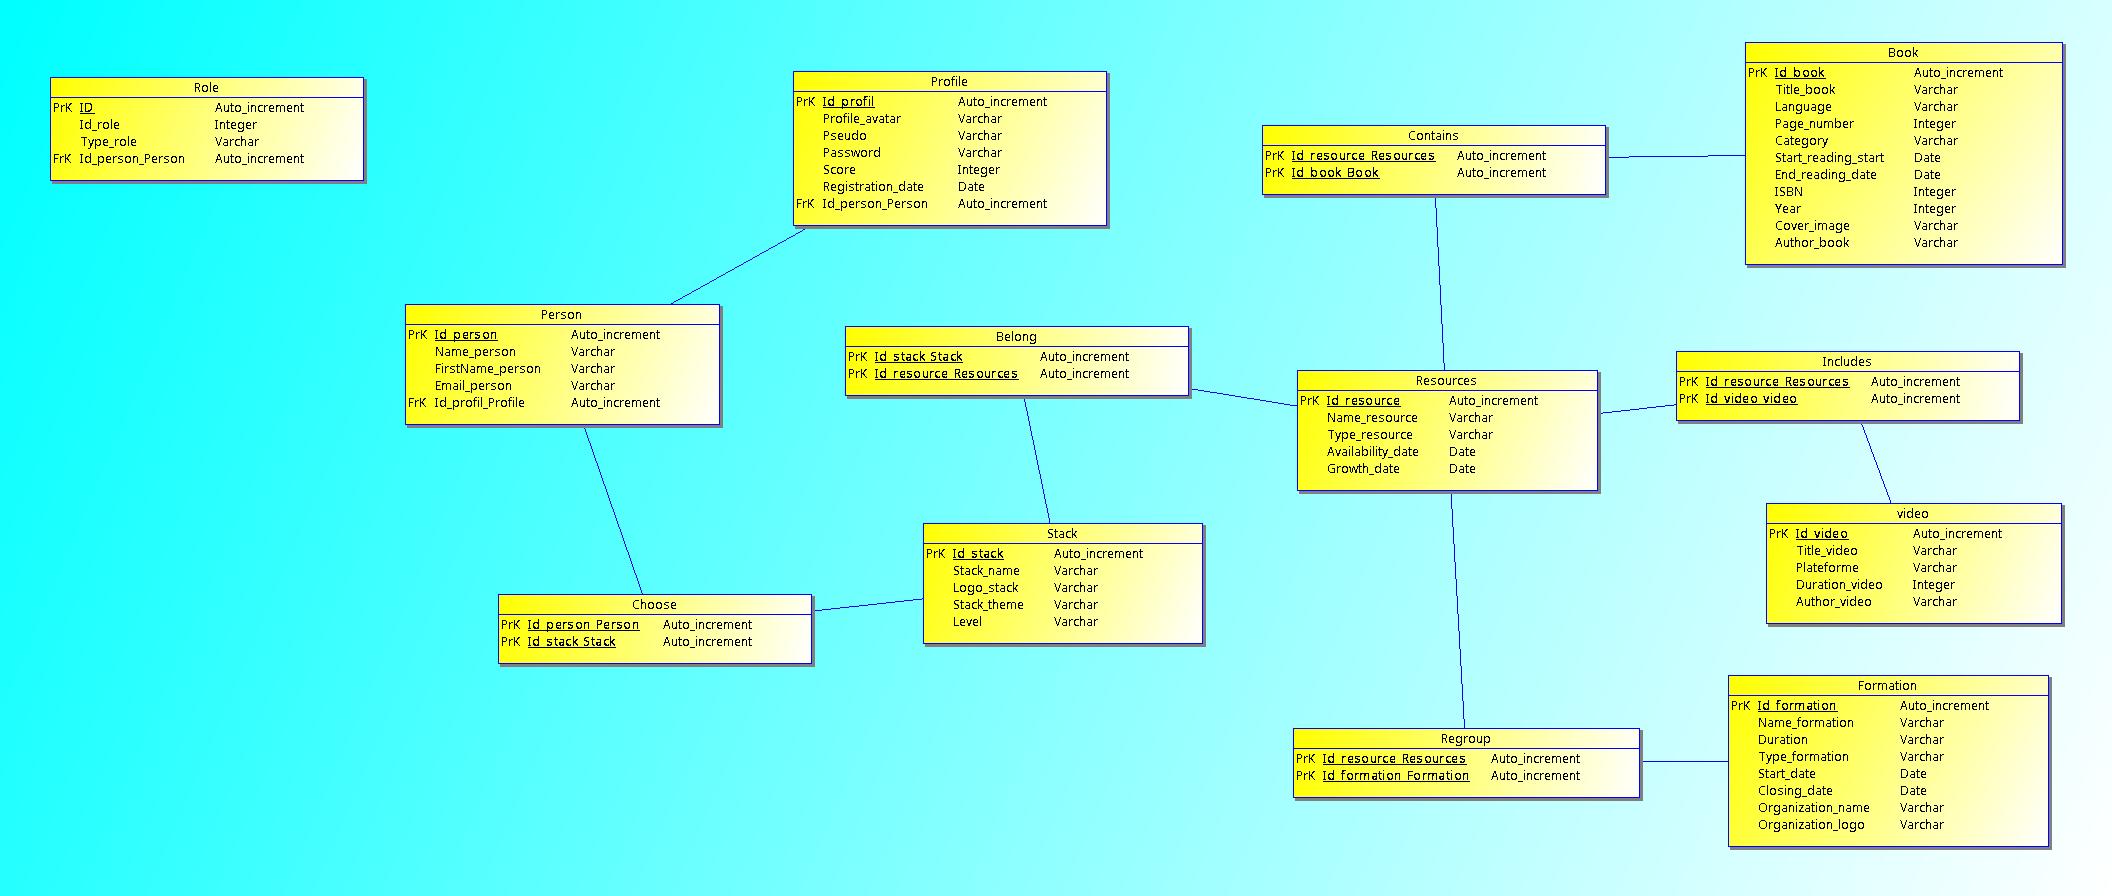 Role
PrK ID Auto_increment
Id_role Integer
Type_role Varchar
FrK Id_person_Person Auto_increment
Profile
PrK Id_profil Auto_increment
Profile_avatar Varchar
Pseudo Varchar
Password Varchar
Score Integer
Registration_date Date
FrK Id_person_Person Auto_increment
Contains
PrK Id_resource_Resources Auto_increment
PrK Id_book_Book Auto_increment
Book
PrK Id_book Auto_increment
Title_book Varchar
Language Varchar
Page_number Integer
Category Varchar
Start_reading_start Date
End_reading_date Date
ISBN Integer
Year Integer
Cover_image Varchar
Author_book Varchar
Person
PrK Id_person Auto_increment
Name_person Varchar
FirstName_person Varchar
Email_person Varchar
FrK Id_profil_Profile Auto_increment
Belong
PrK Id_stack_Stack Auto_increment
PrK Id_resource_Resources Auto_increment
Resources
PrK Id_resource Auto_increment
Name_resource Varchar
Type_resource Varchar
Availability_date Date
Growth_date Date
Includes
PrK Id_resource_Resources Auto_increment
PrK Id_video_video Auto_increment
video
PrK Id_video Auto_increment
Title_video Varchar
Plateforme Varchar
Duration_video Integer
Author_video Varchar
Stack
PrK Id_stack Auto_increment
Stack_name Varchar
Logo_stack Varchar
Stack_theme Varchar
Level Varchar
Choose
PrK Id_person_Person Auto_increment
PrK Id_stack_Stack Auto_increment
Regroup
PrK Id_resource_Resources Auto_increment
PrK Id_formation_Formation Auto_increment
Formation
PrK Id_formation Auto_increment
Name_formation Varchar
Duration Varchar
Type_formation Varchar
Start_date Date
Closing_date Date
Organization_name Varchar
Organization_logo Varchar